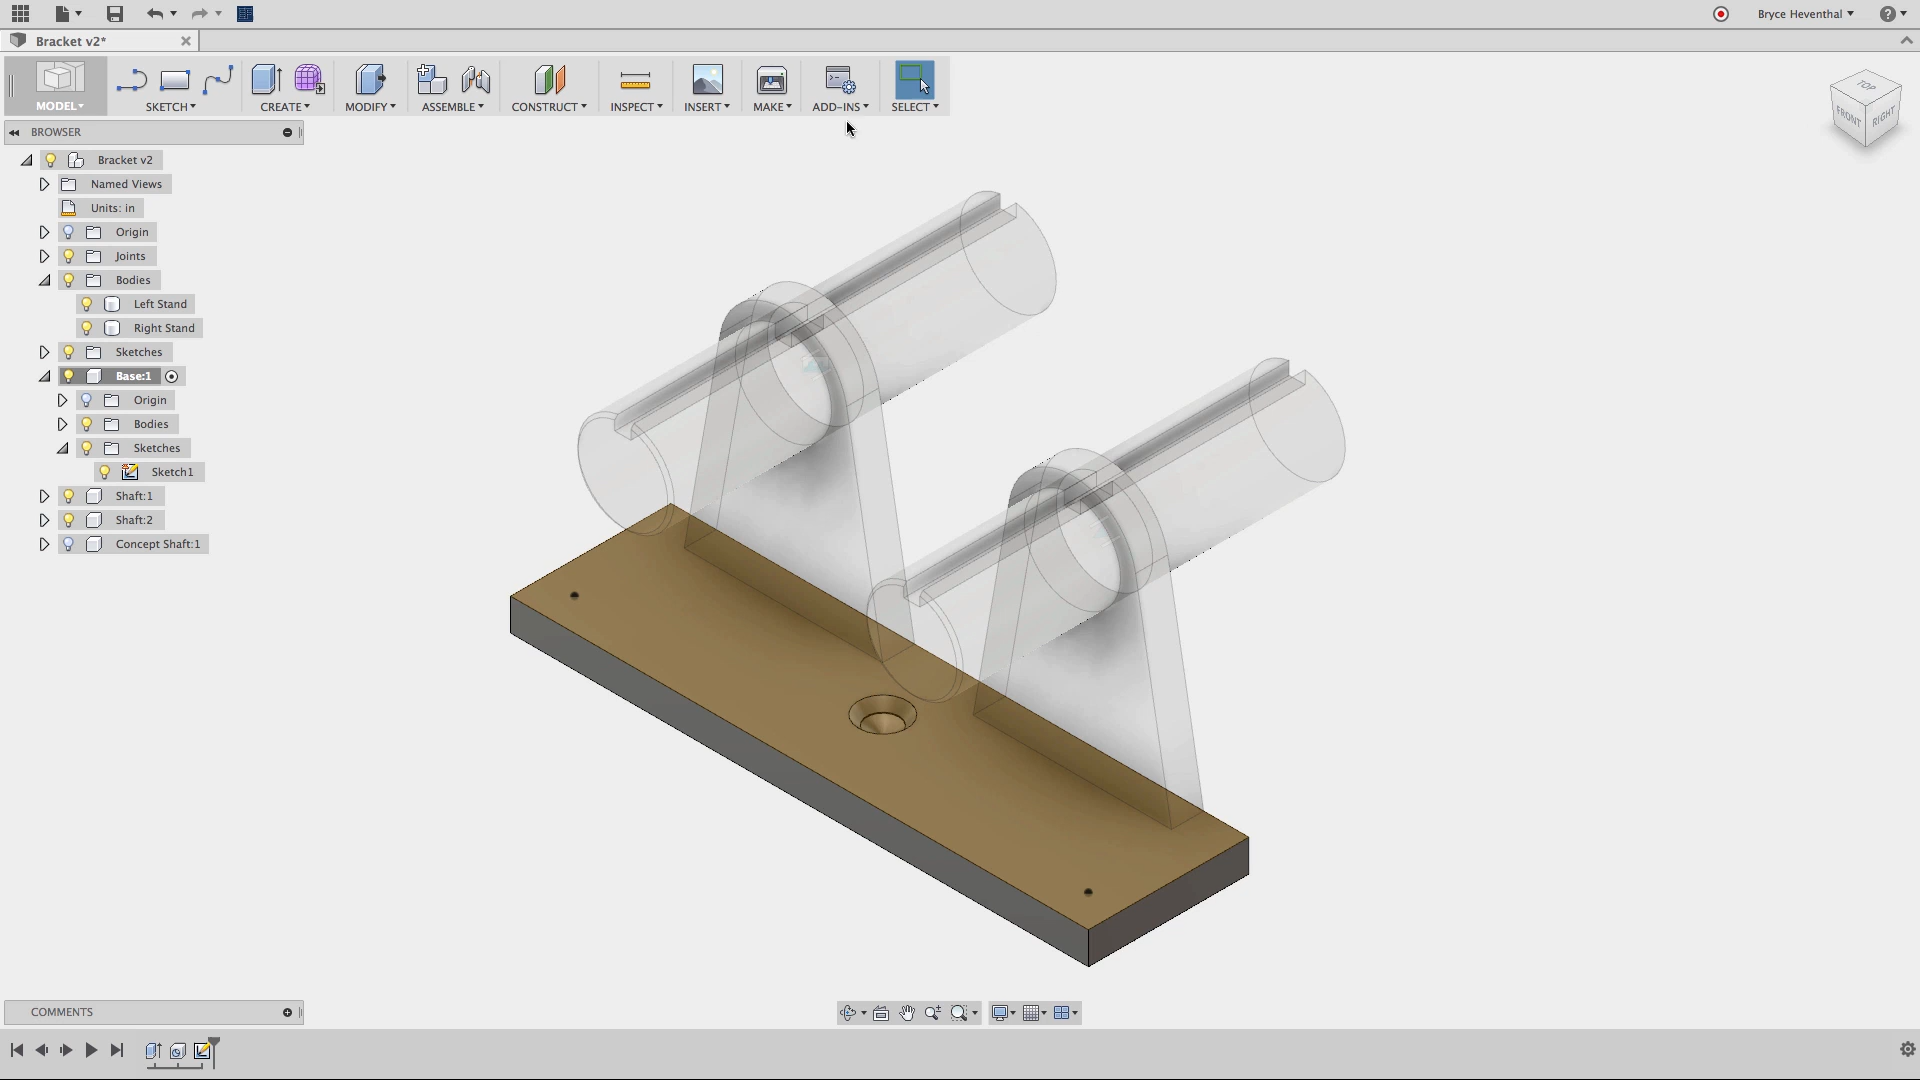 Bryce Heventhal
Bracket v2*
MODEL
SKETCH
CREATE
MODIFY
ASSEMBLE
CONSTRUCT
INSPECT
INSERT
MAKE
ADD-INS
SELECT
TOP
FRONT
RIGHT
BROWSER
Bracket v2
Named Views
Units: in
Origin
Joints
Bodies
Left Stand
Right Stand
Sketches
Base:1
Origin
Bodies
Sketches
Sketch1
Shaft:1
Shaft:2
Concept Shaft:1
COMMENTS